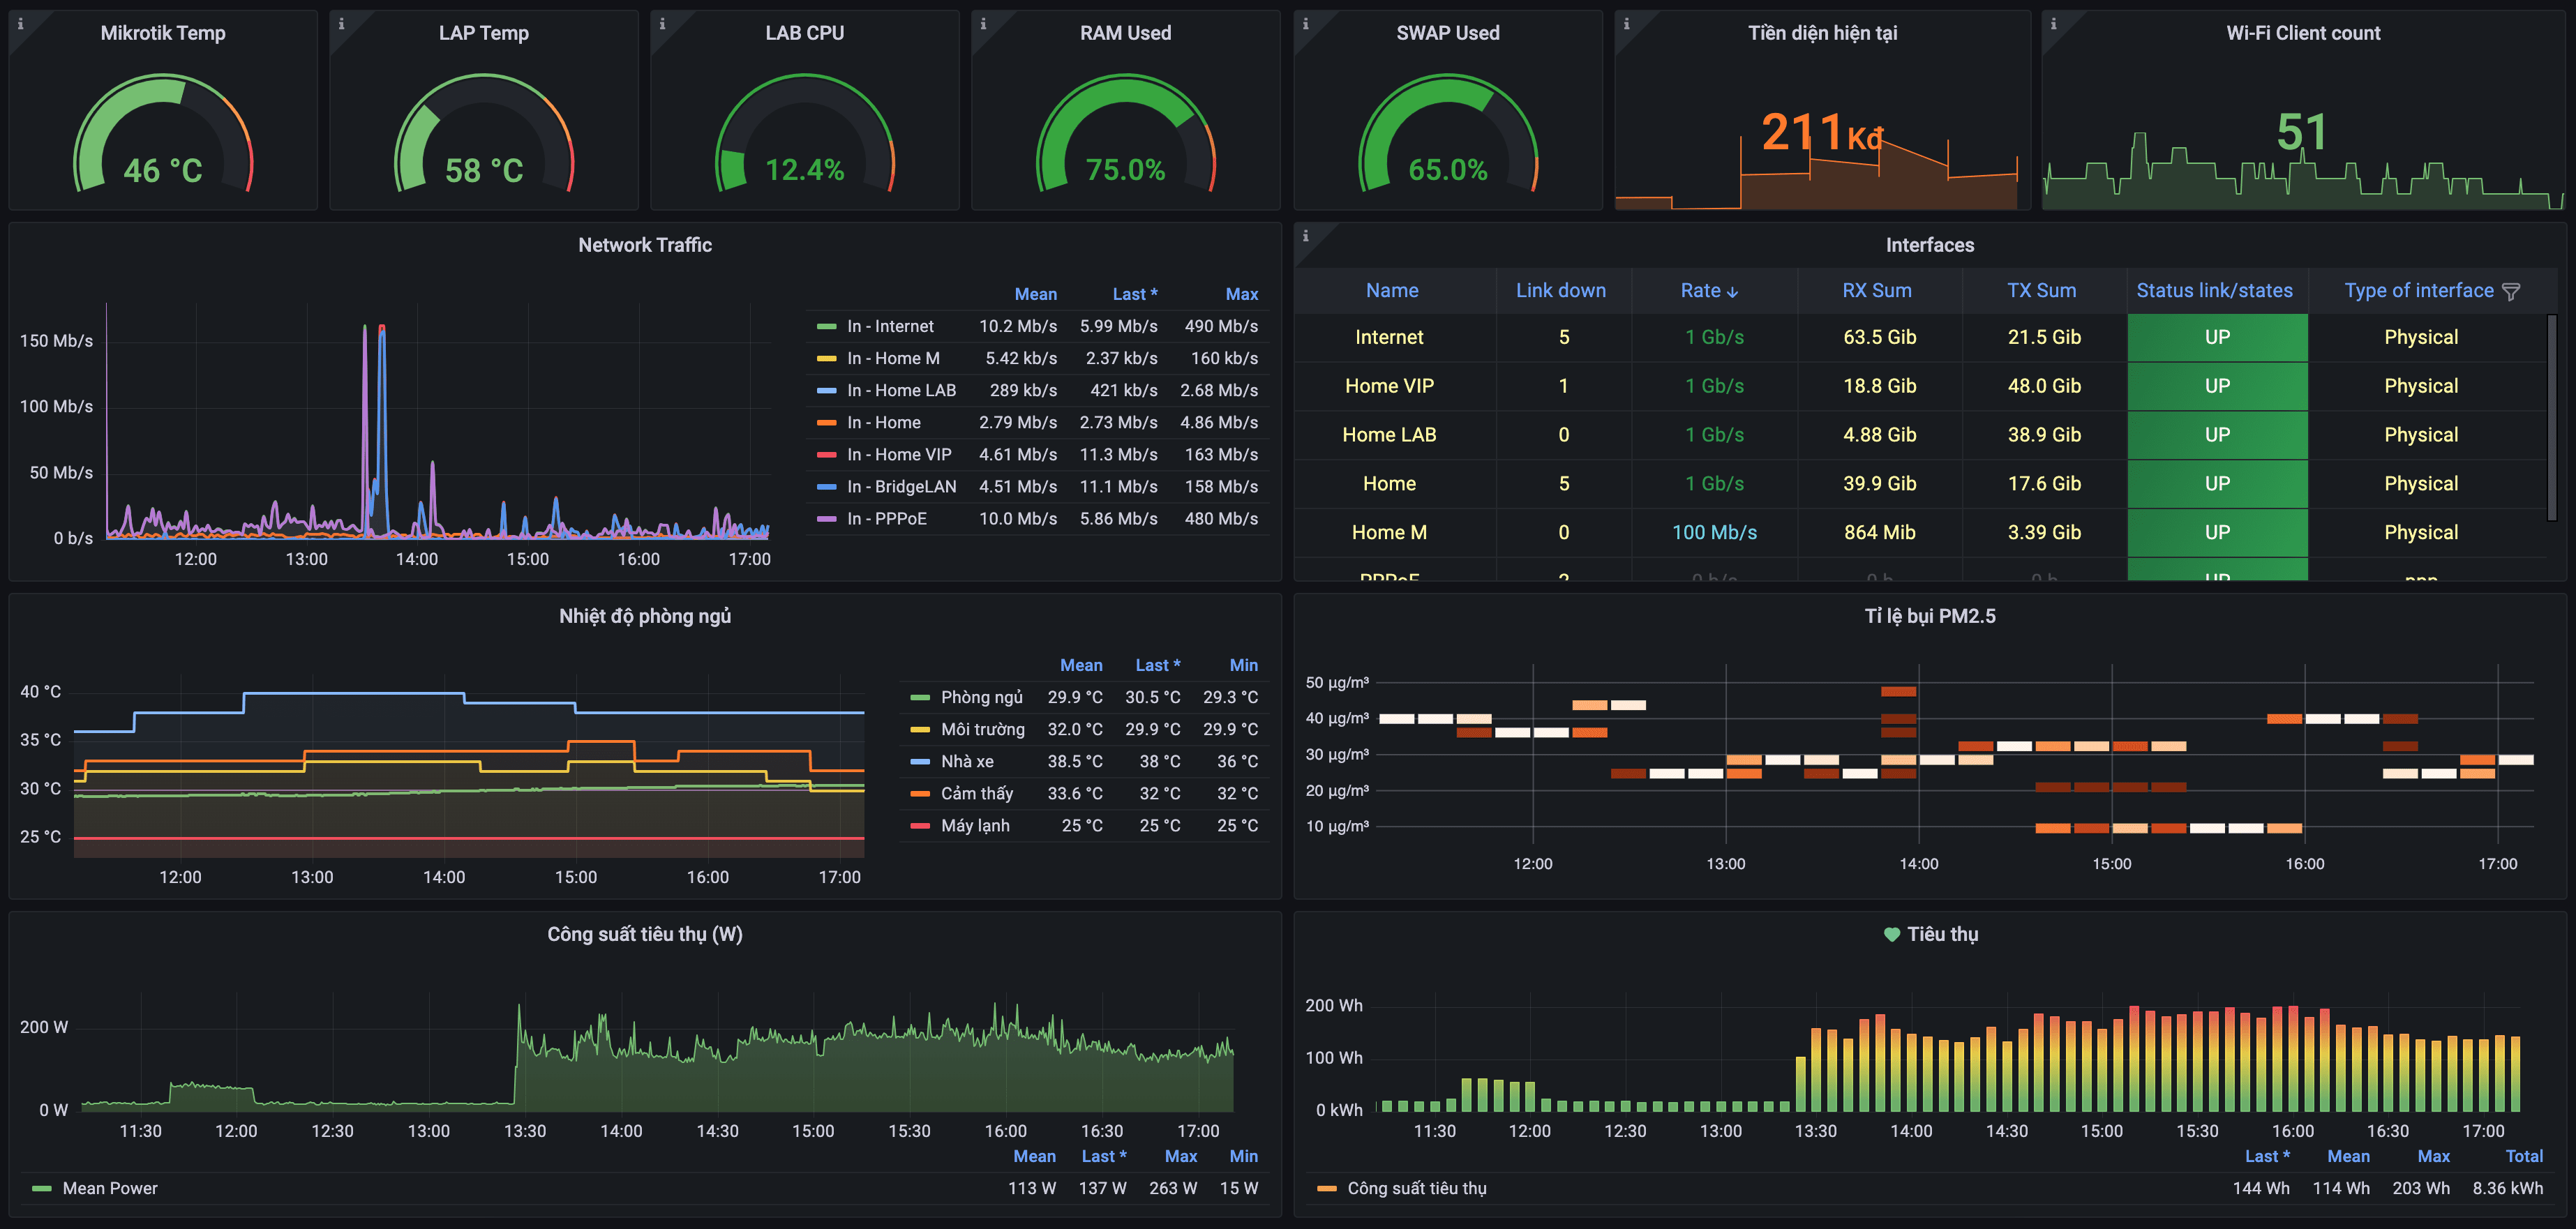 Mikrotik Temp
46 °C
LAP Temp
58 °C
LAB CPU
12.4%
RAM Used
75.0%
SWAP Used
65.0%
Tiền diện hiện tại
211 Kđ
Wi-Fi Client count
51
Network Traffic
150 Mb/s
100 Mb/s
50 Mb/s
0 b/s
12:00 13:00 14:00 15:00 16:00 17:00
Mean Last * Max
In - Internet 10.2 Mb/s 5.99 Mb/s 490 Mb/s
In - Home M 5.42 kb/s 2.37 kb/s 160 kb/s
In - Home LAB 289 kb/s 421 kb/s 2.68 Mb/s
In - Home 2.79 Mb/s 2.73 Mb/s 4.86 Mb/s
In - Home VIP 4.61 Mb/s 11.3 Mb/s 163 Mb/s
In - BridgeLAN 4.51 Mb/s 11.1 Mb/s 158 Mb/s
In - PPPoE 10.0 Mb/s 5.86 Mb/s 480 Mb/s
Interfaces
Name Link down Rate ↓ RX Sum TX Sum Status link/states Type of interface
Internet 5 1 Gb/s 63.5 Gib 21.5 Gib UP Physical
Home VIP 1 1 Gb/s 18.8 Gib 48.0 Gib UP Physical
Home LAB 0 1 Gb/s 4.88 Gib 38.9 Gib UP Physical
Home 5 1 Gb/s 39.9 Gib 17.6 Gib UP Physical
Home M 0 100 Mb/s 864 Mib 3.39 Gib UP Physical
PPPoE 2 0 b/s 0 b 0 b UP ppp
Nhiệt độ phòng ngủ
40 °C
35 °C
30 °C
25 °C
12:00 13:00 14:00 15:00 16:00 17:00
Mean Last * Min
Phòng ngủ 29.9 °C 30.5 °C 29.3 °C
Môi trường 32.0 °C 29.9 °C 29.9 °C
Nhà xe 38.5 °C 38 °C 36 °C
Cảm thấy 33.6 °C 32 °C 32 °C
Máy lạnh 25 °C 25 °C 25 °C
Tỉ lệ bụi PM2.5
50 µg/m³
40 µg/m³
30 µg/m³
20 µg/m³
10 µg/m³
12:00 13:00 14:00 15:00 16:00 17:00
Công suất tiêu thụ (W)
200 W
0 W
11:30 12:00 12:30 13:00 13:30 14:00 14:30 15:00 15:30 16:00 16:30 17:00
Mean Last * Max Min
Mean Power 113 W 137 W 263 W 15 W
Tiêu thụ
200 Wh
100 Wh
0 kWh
11:30 12:00 12:30 13:00 13:30 14:00 14:30 15:00 15:30 16:00 16:30 17:00
Last * Mean Max Total
Công suất tiêu thụ 144 Wh 114 Wh 203 Wh 8.36 kWh